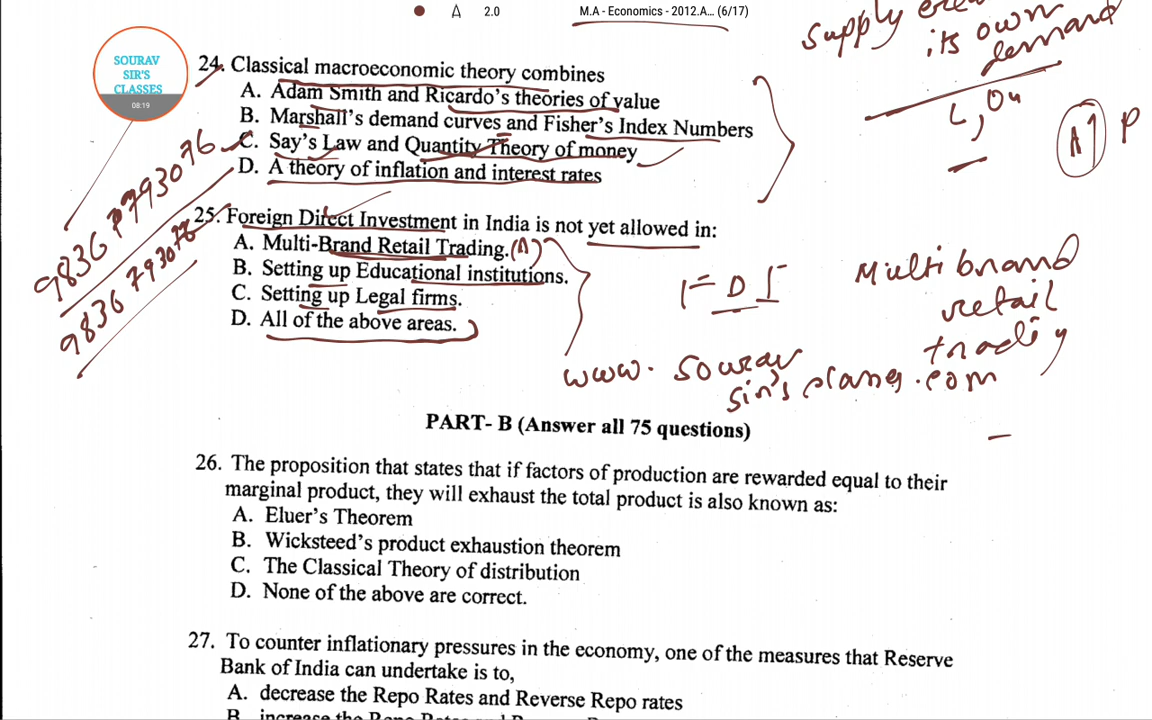 2.0
M.A - Economics - 2012.A... (6/17)
its own
demand
SOURAV
SIR'S
CLASSES
08:19
24. Classical macroeconomic theory combines
A. Adam Smith and Ricardo's theories of value
B. Marshall's demand curves and Fisher's Index Numbers
C. Say's Law and Quantity Theory of money
D. A theory of inflation and interest rates
9836793076
25. Foreign Direct Investment in India is not yet allowed in:
A. Multi-Brand Retail Trading. (A)
B. Setting up Educational institutions.
C. Setting up Legal firms.
D. All of the above areas.
FDI
Multi brand
retail
PART- B (Answer all 75 questions)
26. The proposition that states that if factors of production are rewarded equal to their
marginal product, they will exhaust the total product is also known as:
A. Eluer's Theorem
B. Wicksteed's product exhaustion theorem
C. The Classical Theory of distribution
D. None of the above are correct.
27. To counter inflationary pressures in the economy, one of the measures that Reserve
Bank of India can undertake is to,
A. decrease the Repo Rates and Reverse Repo rates